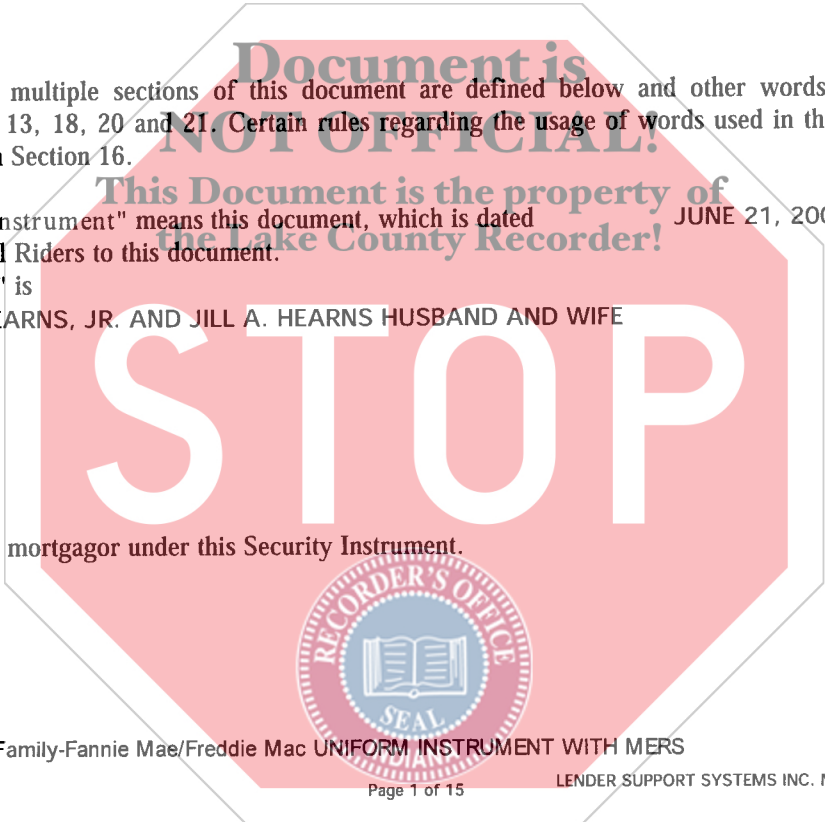 Document is
multiple sections of this document are defined below and other words
13, 18, 20 and 21. Certain rules regarding the usage of words used in th
NOT OFFICIAL!
Section 16.
This Document is the property of
nstrument" means this document, which is dated JUNE 21, 200
the Lake County Recorder!
Riders to this document.
" is
EARNS, JR. AND JILL A. HEARNS HUSBAND AND WIFE
STOP
mortgagor under this Security Instrument.
RECORDER'S OFFICE
SEAL
INDIANA
Family-Fannie Mae/Freddie Mac UNIFORM INSTRUMENT WITH MERS
Page 1 of 15 LENDER SUPPORT SYSTEMS INC.